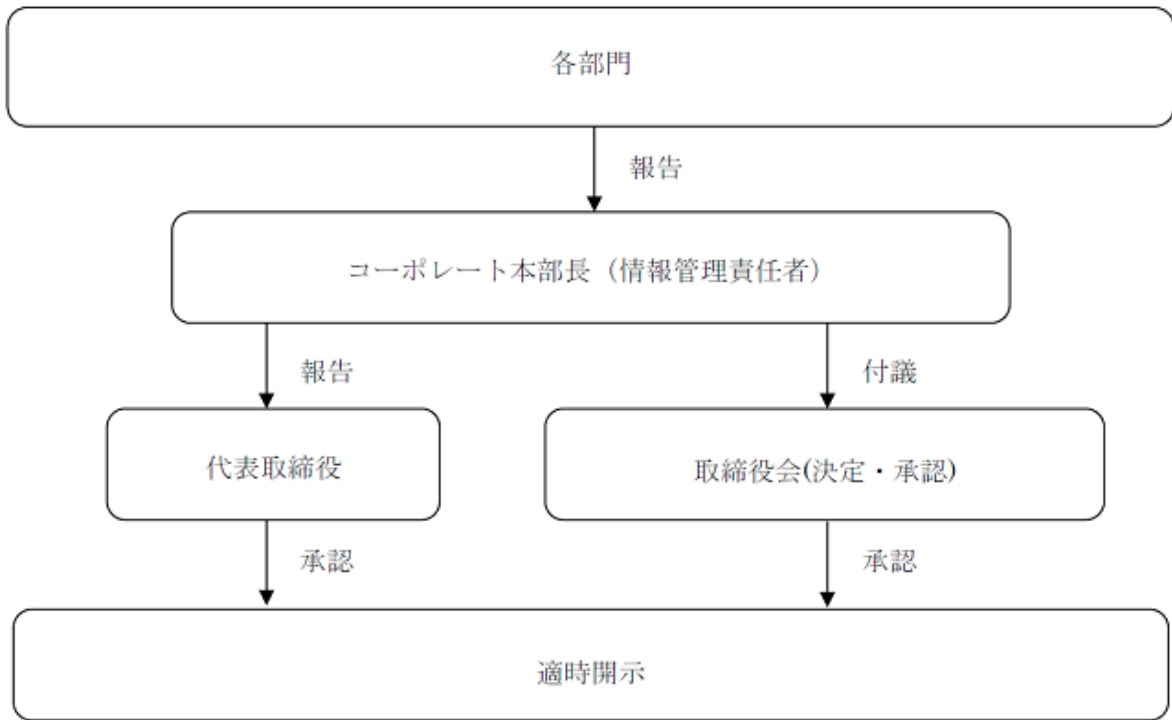 各部門
報告
コーポレート本部長（情報管理責任者）
報告
付議
代表取締役
取締役会(決定・承認)
承認
承認
適時開示